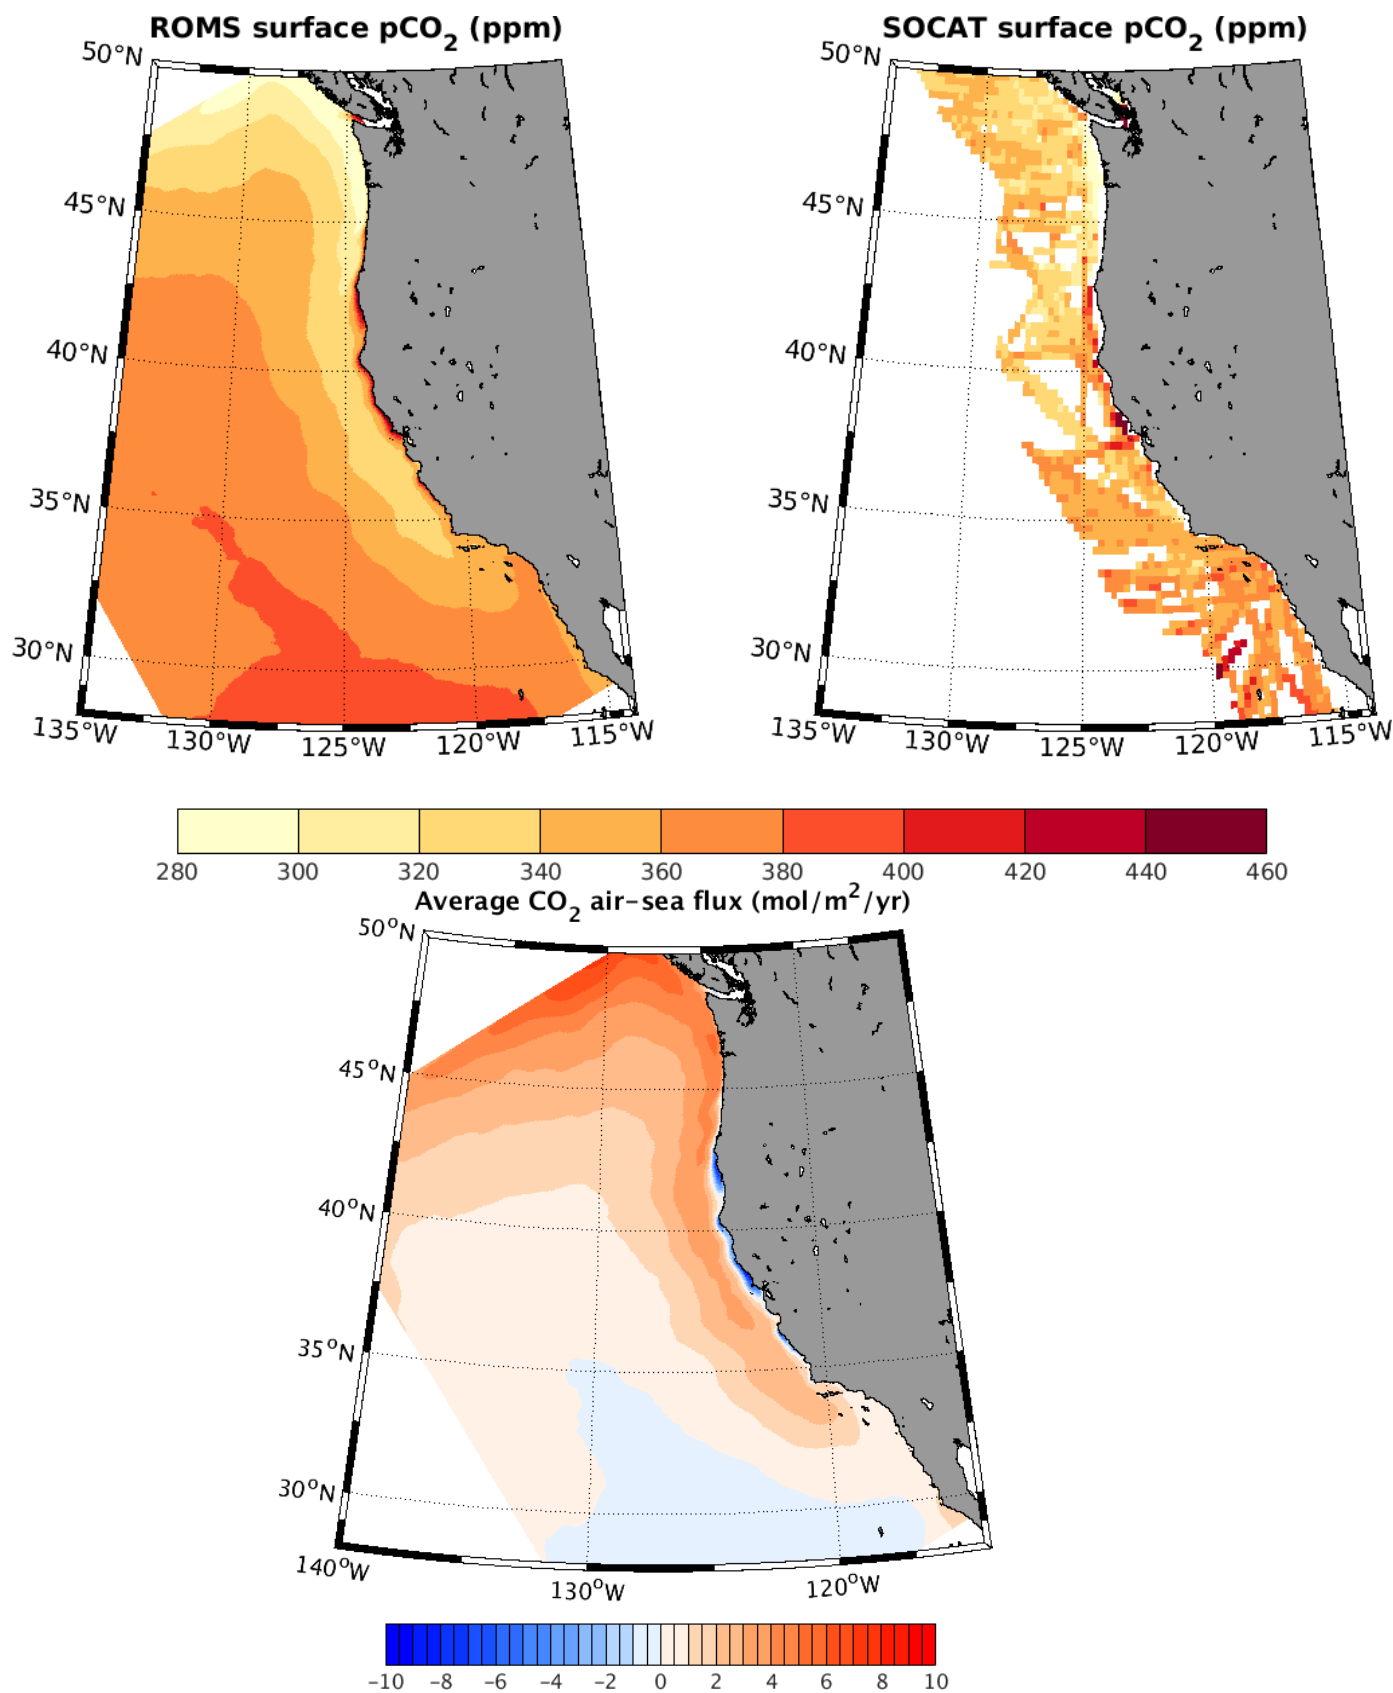 ROMS surface pCO2 (ppm)
SOCAT surface pCO2 (ppm)
50°N
45°N
40°N
35°N
30°N
135°W
130°W
125°W
120°W
115°W
50°N
45°N
40°N
35°N
30°N
135°W
130°W
125°W
120°W
115°W
280 300 320 340 360 380 400 420 440 460
Average CO2 air-sea flux (mol/m2/yr)
50°N
45°N
40°N
35°N
30°N
140°W
130°W
120°W
-10 -8 -6 -4 -2 0 2 4 6 8 10